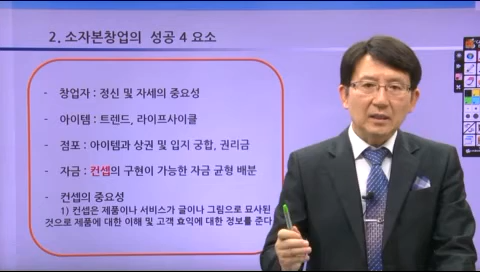 2. 소자본창업의 성공 4 요소
- 창업자 : 정신 및 자세의 중요성
- 아이템 : 트렌드, 라이프사이클
- 점포 : 아이템과 상권 및 입지 궁합, 권리금
- 자금 : 컨셉의 구현이 가능한 자금 균형 배분
- 컨셉의 중요성
1) 컨셉은 제품이나 서비스가 글이나 그림으로 묘사된
것으로 제품에 대한 이해 및 고객 효익에 대한 정보를 준다